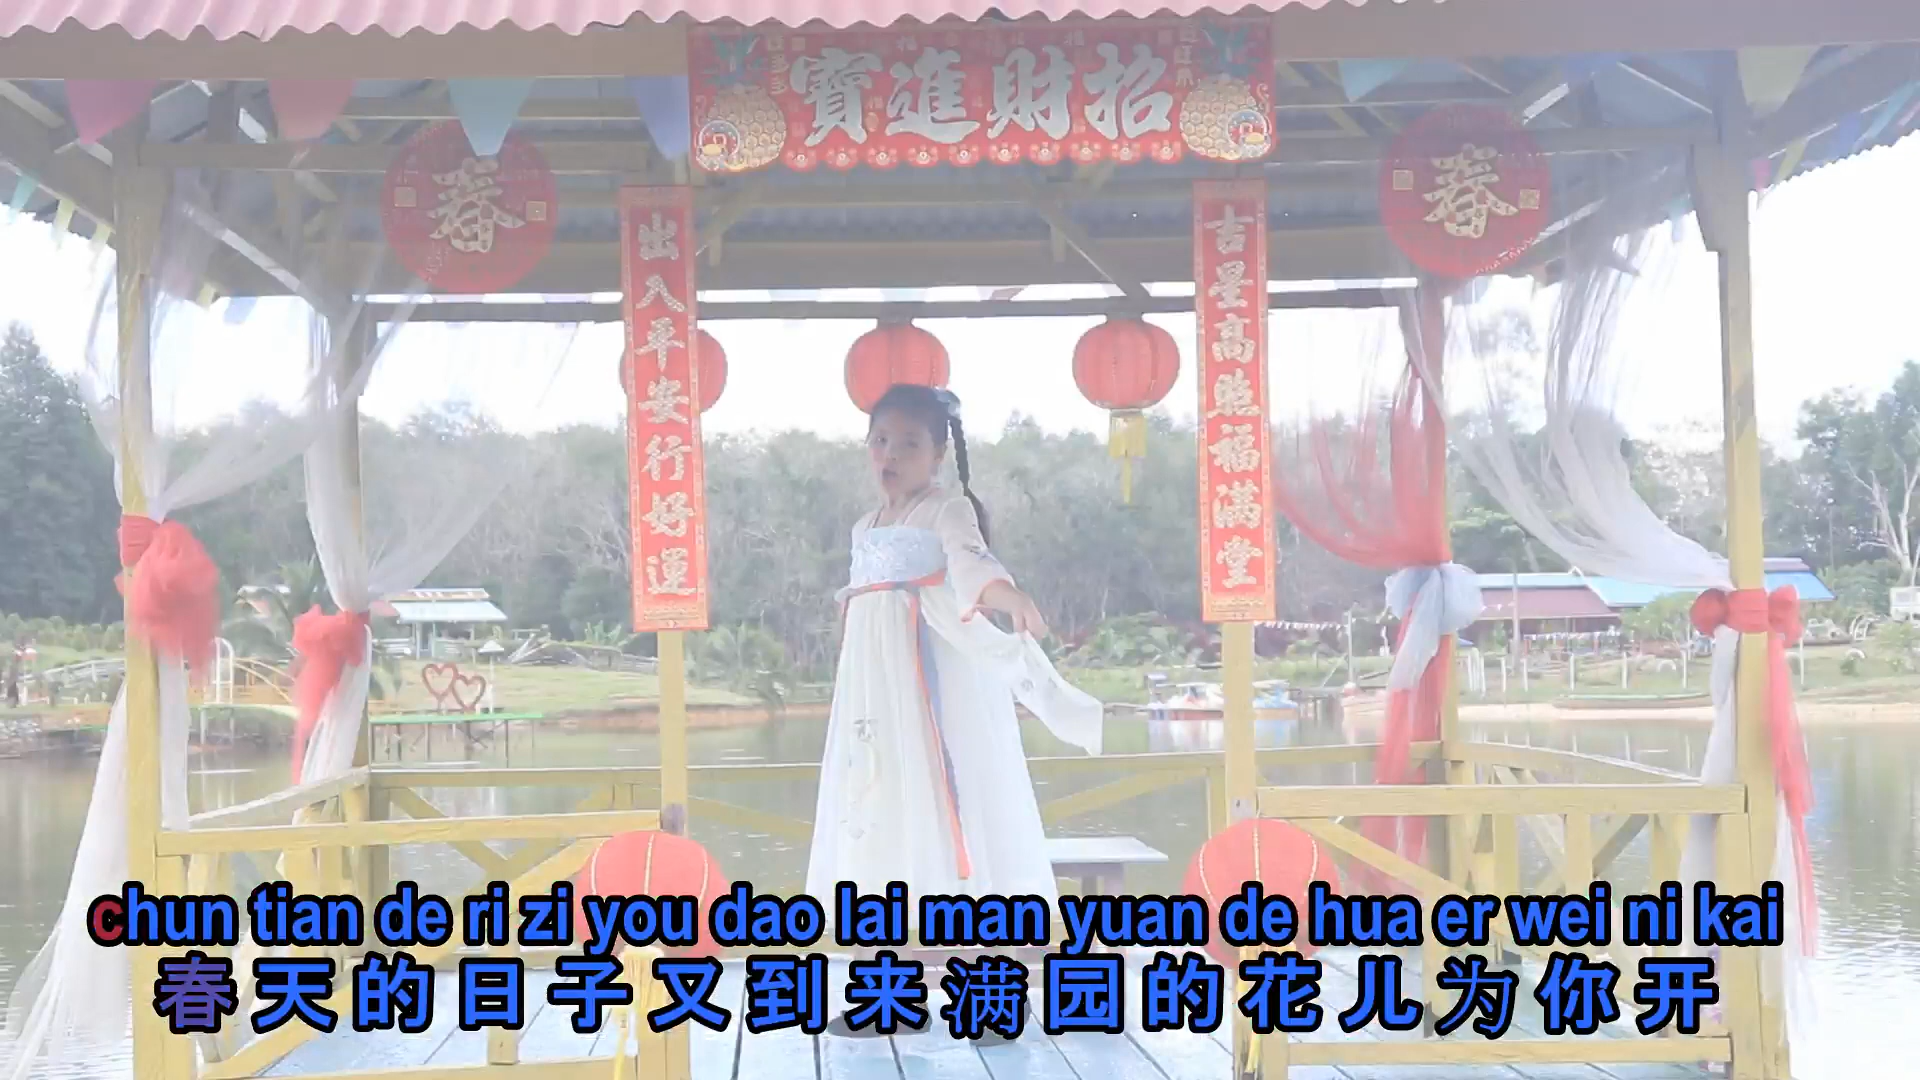 招財進寶
春
春
出入平安行好運
吉星高照福滿堂
chun tian de ri zi you dao lai man yuan de hua er wei ni kai
春天的日子又到来满园的花儿为你开